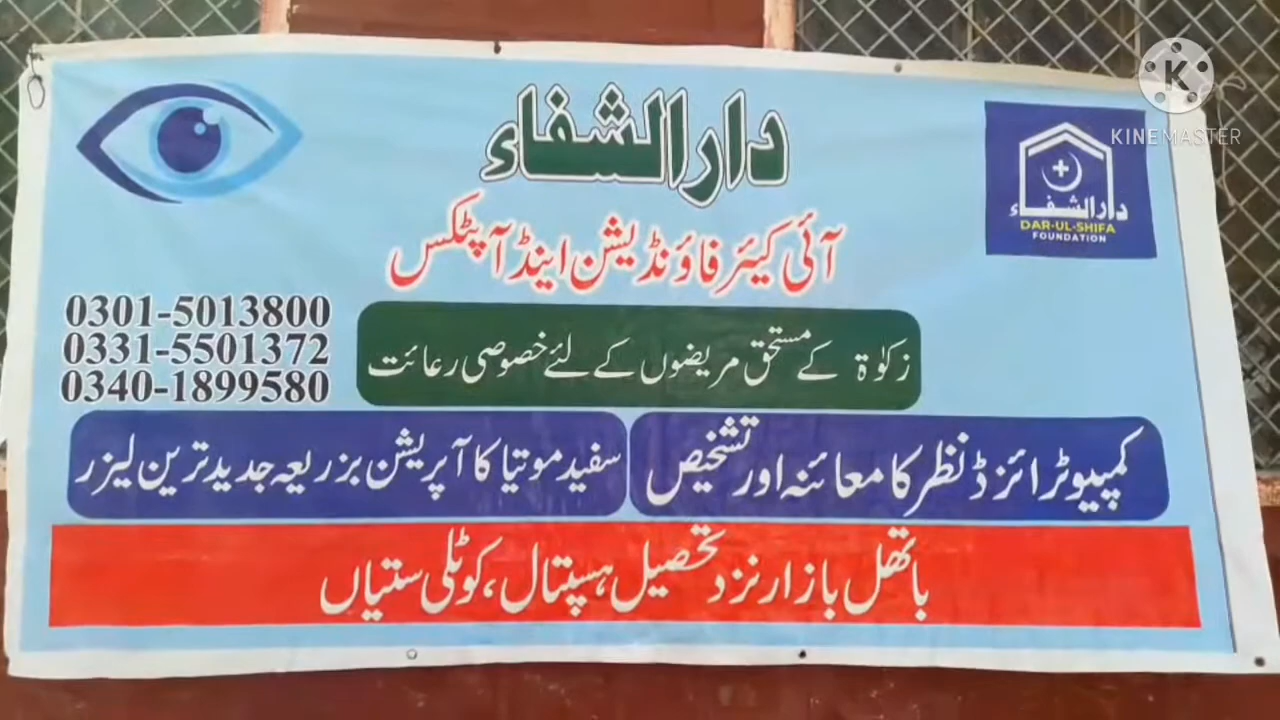 دارالشفاء
آئی کیئر فاؤنڈیشن اینڈ آپٹکس
دارالشفاء
DAR-UL-SHIFA
FOUNDATION
0301-5013800
0331-5501372
0340-1899580
زکوٰۃ کے مستحق مریضوں کے لئے خصوصی رعائت
کمپیوٹرائزڈ نظر کا معائنہ اور تشخیص
سفید موتیا کا آپریشن بزریعہ جدید ترین لیزر
باتھل بازار نزد تحصیل ہسپتال، کوٹلی ستیاں
K
KINEMASTER